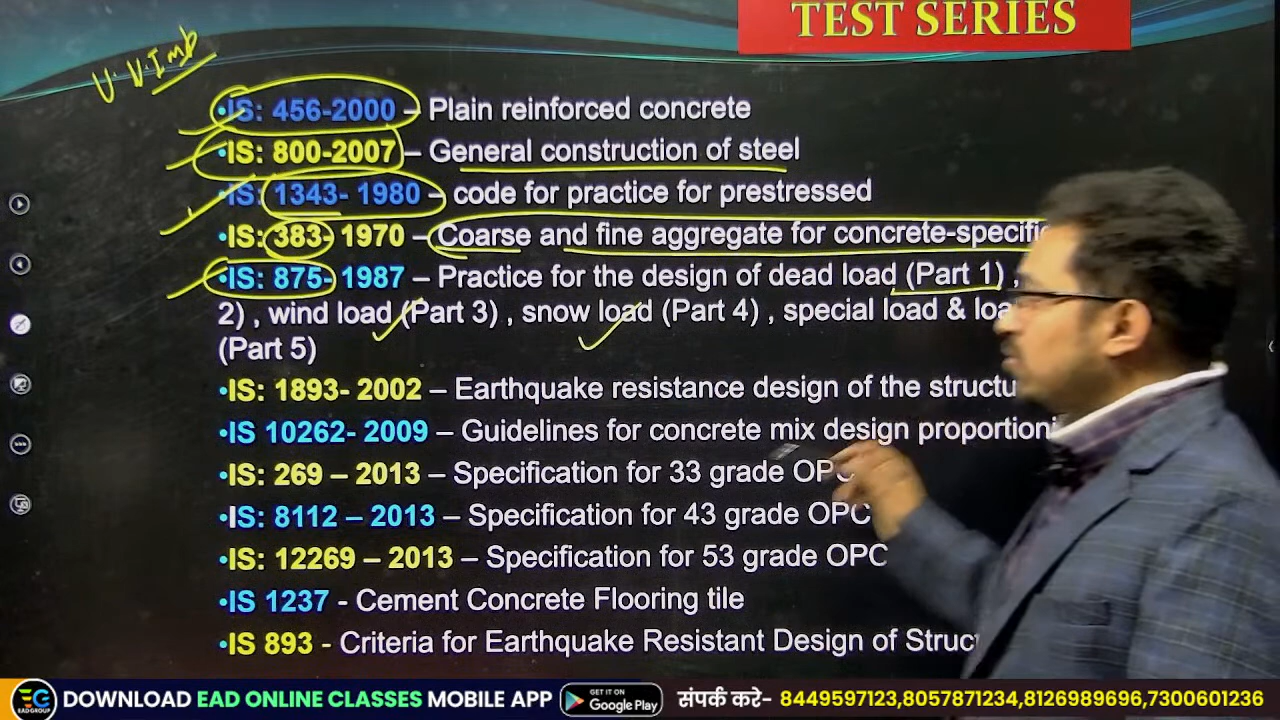 TEST SERIES
V.V.Imp
•IS: 456-2000 – Plain reinforced concrete
•IS: 800-2007 – General construction of steel
•IS: 1343- 1980 – code for practice for prestressed
•IS: 383- 1970 – Coarse and fine aggregate for concrete-specific
•IS: 875- 1987 – Practice for the design of dead load (Part 1) ,
2) , wind load (Part 3) , snow load (Part 4) , special load &
(Part 5)
•IS: 1893- 2002 – Earthquake resistance design of the
•IS 10262- 2009 – Guidelines for concrete mix design
•IS: 269 – 2013 – Specification for 33 grade OPC
•IS: 8112 – 2013 – Specification for 43 grade OPC
•IS: 12269 – 2013 – Specification for 53 grade OPC
•IS 1237 - Cement Concrete Flooring tile
•IS 893 - Criteria for Earthquake Resistant Design of
EG EAD GROUP DOWNLOAD EAD ONLINE CLASSES MOBILE APP GET IT ON Google Play संपर्क करे- 8449597123,8057871234,8126989696,7300601236